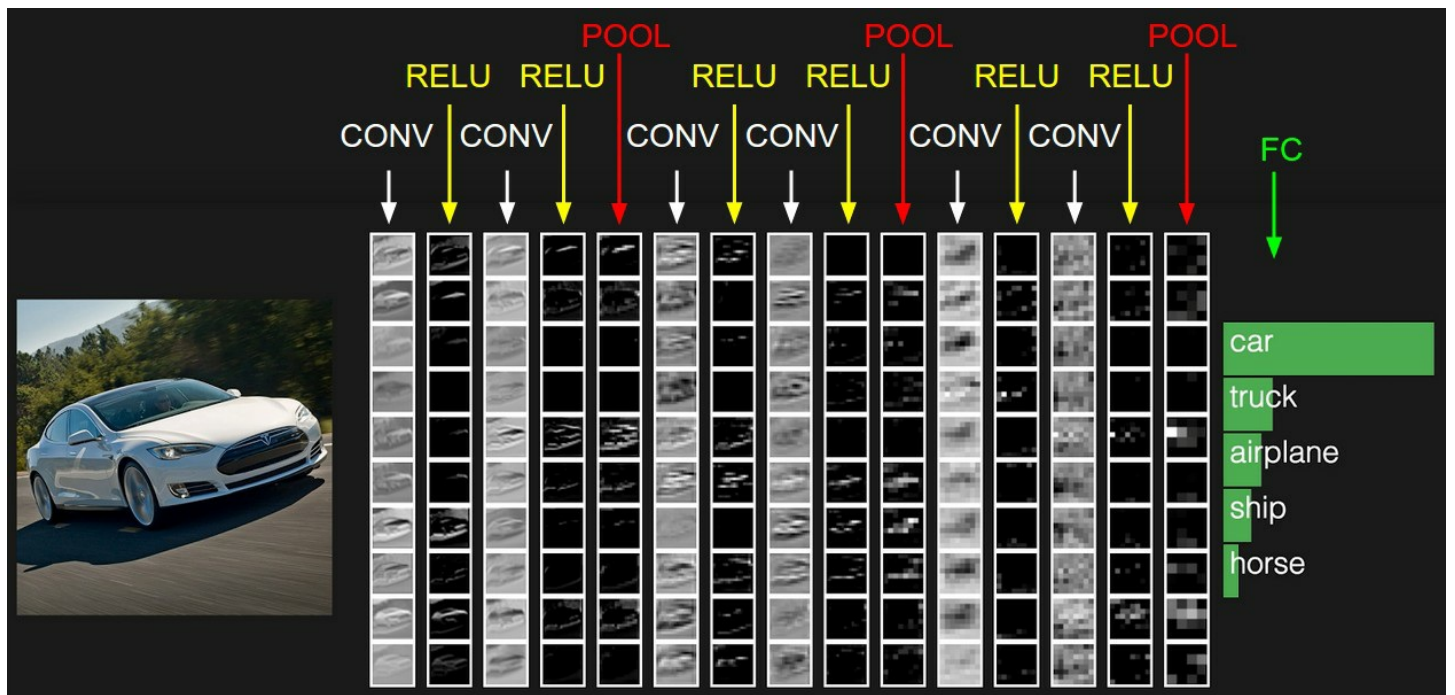 POOL POOL POOL
RELU RELU RELU RELU RELU RELU
CONV CONV CONV CONV CONV CONV
FC
car
truck
airplane
ship
horse